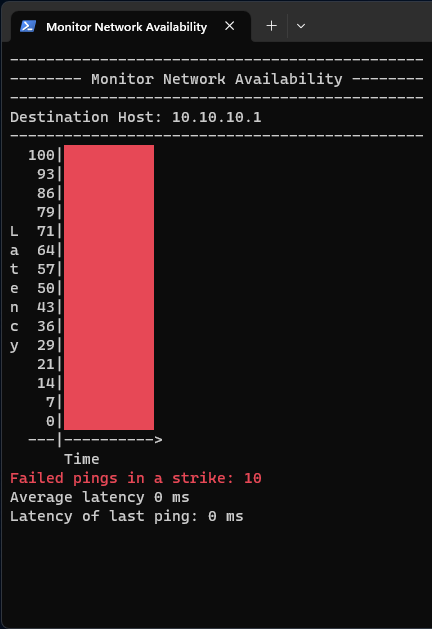 Monitor Network Availability
----------------------------------------------
-------- Monitor Network Availability --------
----------------------------------------------
Destination Host: 10.10.10.1
----------------------------------------------
100|
93|
86|
79|
L 71|
a 64|
t 57|
e 50|
n 43|
c 36|
y 29|
21|
14|
7|
0|
---|---------->
Time
Failed pings in a strike: 10
Average latency 0 ms
Latency of last ping: 0 ms